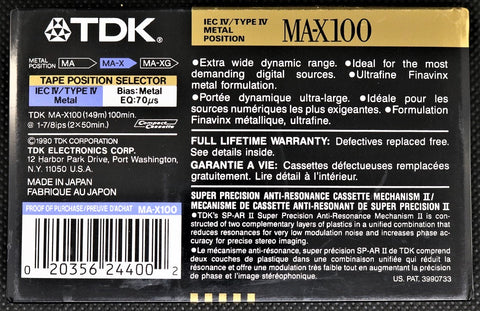 TDK®
IEC IV/TYPE IV
METAL
POSITION
MA-X100
METAL
POSITION
MA
MA-X
MA-XG
TAPE POSITION SELECTOR
IEC IV/TYPE IV
Metal
Bias: Metal
EQ: 70μs
TDK MA-X100 (149m) 100min.
@ 1-7/8ips (2×50min.)
Compact Cassette
©1990 TDK CORPORATION
TDK ELECTRONICS CORP.
12 Harbor Park Drive, Port Washington,
N.Y. 11050 U.S.A.
MADE IN JAPAN
FABRIQUE AU JAPON
PROOF OF PURCHASE/PREUVE D'ACHAT MA-X100
0 20356 24400 2
●Extra wide dynamic range. ●Ideal for the most
demanding digital sources. ●Ultrafine Finavinx
metal formulation.
●Portée dynamique ultra-large. ●Idéale pour les
sources numériques les plus exigeantes. ●Formulation
Finavinx métallique, ultrafine.
FULL LIFETIME WARRANTY: Defectives replaced free.
See details inside.
GARANTIE A VIE: Cassettes défectueuses remplacées
gratuitement. Lire détail à l'intérieur.
SUPER PRECISION ANTI-RESONANCE CASSETTE MECHANISM II/
MECANISME DE CASSETTE ANTI-RESONANT DE SUPER PRECISION II
●TDK's SP-AR II Super Precision Anti-Resonance Mechanism II is con-
structed of two complementary layers of plastics in a unified combination that
reduces resonances for very low modulation noise and increases phase ac-
curacy for precise stereo imaging.
●Le mécanisme anti-résonance, super précision SP-AR II de TDK comprend
deux couches de plastique dans une combinaison unifiée qui réduit la
résonance et offre une modulation très faible tout en augmentant la précision
de phase et l'image stéréophonique.
US. PAT. 3990733